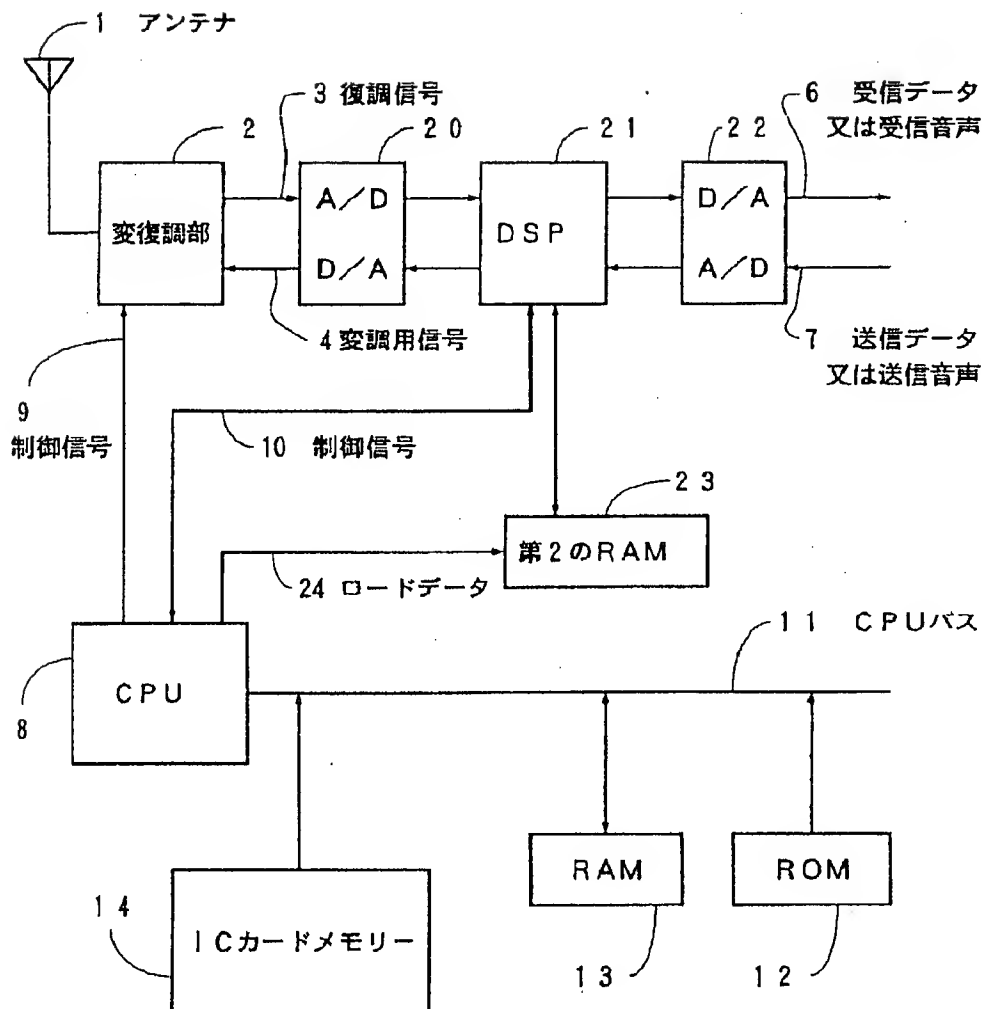 1 アンテナ
3 復調信号
6 受信データ
又は受信音声
2
20
21
22
変復調部
A/D
D/A
DSP
D/A
A/D
4 変調用信号
7 送信データ
又は送信音声
9
制御信号
10 制御信号
23
第2のRAM
24 ロードデータ
11 CPUバス
CPU
8
RAM
ROM
14
ICカードメモリー
13
12